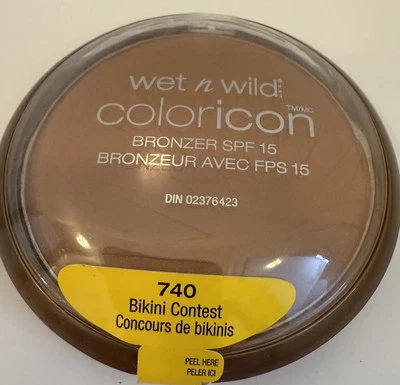 wet n wild
coloricon TM/MC
BRONZER SPF 15
BRONZEUR AVEC FPS 15
DIN 02376423
740
Bikini Contest
Concours de bikinis
PEEL HERE
PELER ICI